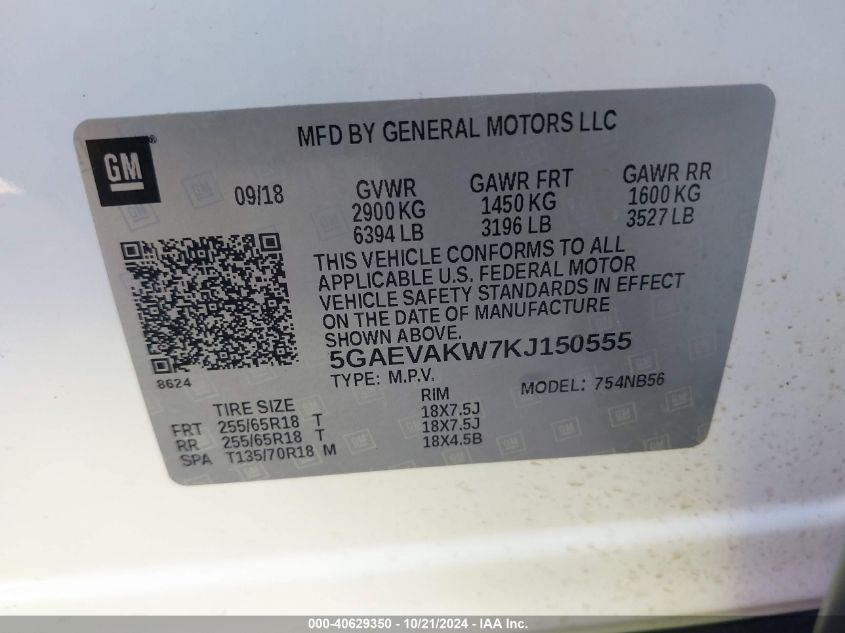 MFD BY GENERAL MOTORS LLC
GM®
09/18
GVWR
2900 KG
6394 LB
GAWR FRT
1450 KG
3196 LB
GAWR RR
1600 KG
3527 LB
THIS VEHICLE CONFORMS TO ALL
APPLICABLE U.S. FEDERAL MOTOR
VEHICLE SAFETY STANDARDS IN EFFECT
ON THE DATE OF MANUFACTURE
SHOWN ABOVE.
5GAEVAKW7KJ150555
8624
TYPE: M.P.V.
MODEL: 754NB56
TIRE SIZE RIM
FRT 255/65R18 T 18X7.5J
RR 255/65R18 T 18X7.5J
SPA T135/70R18 M 18X4.5B
000-40629350 - 10/21/2024 - IAA Inc.